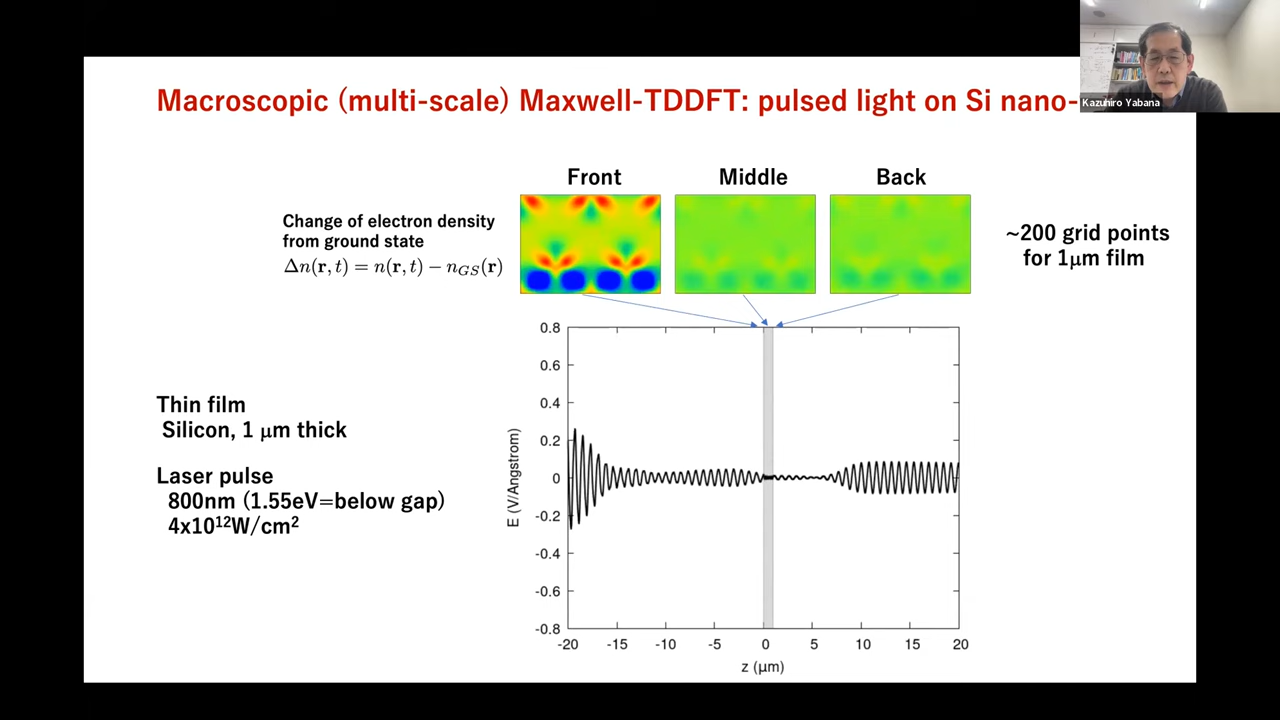 Kazuhiro Yabana
Macroscopic (multi-scale) Maxwell-TDDFT: pulsed light on Si nano-
Front Middle Back
Change of electron density
from ground state
Δn(r, t) = n(r, t) − n_{GS}(r)
~200 grid points
for 1μm film
Thin film
Silicon, 1 μm thick
Laser pulse
800nm (1.55eV=below gap)
4x10¹²W/cm²
E (V/Angstrom)
0.8
0.6
0.4
0.2
0
-0.2
-0.4
-0.6
-0.8
-20 -15 -10 -5 0 5 10 15 20
z (μm)